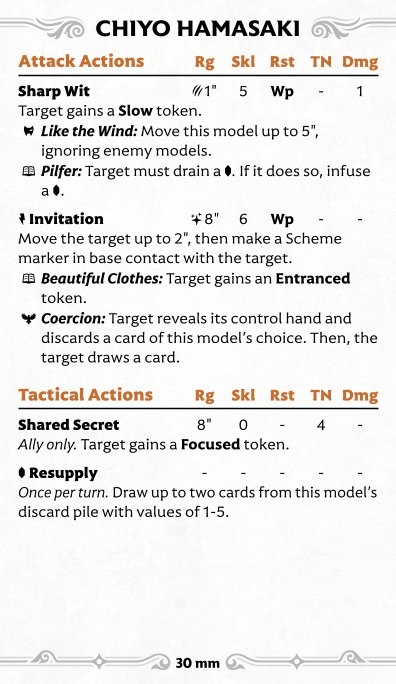 CHIYO HAMASAKI
Attack Actions Rg Skl Rst TN Dmg
Sharp Wit 1" 5 Wp - 1
Target gains a Slow token.
Like the Wind: Move this model up to 5",
ignoring enemy models.
Pilfer: Target must drain a . If it does so, infuse
a .
Invitation 8" 6 Wp - -
Move the target up to 2", then make a Scheme
marker in base contact with the target.
Beautiful Clothes: Target gains an Entranced
token.
Coercion: Target reveals its control hand and
discards a card of this model's choice. Then, the
target draws a card.
Tactical Actions Rg Skl Rst TN Dmg
Shared Secret 8" 0 - 4 -
Ally only. Target gains a Focused token.
Resupply - - - - -
Once per turn. Draw up to two cards from this model's
discard pile with values of 1-5.
30 mm